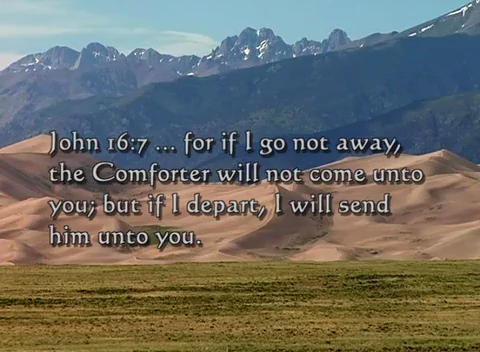 John 16:7 ... for if I go not away,
the Comforter will not come unto
you; but if I depart, I will send
him unto you.